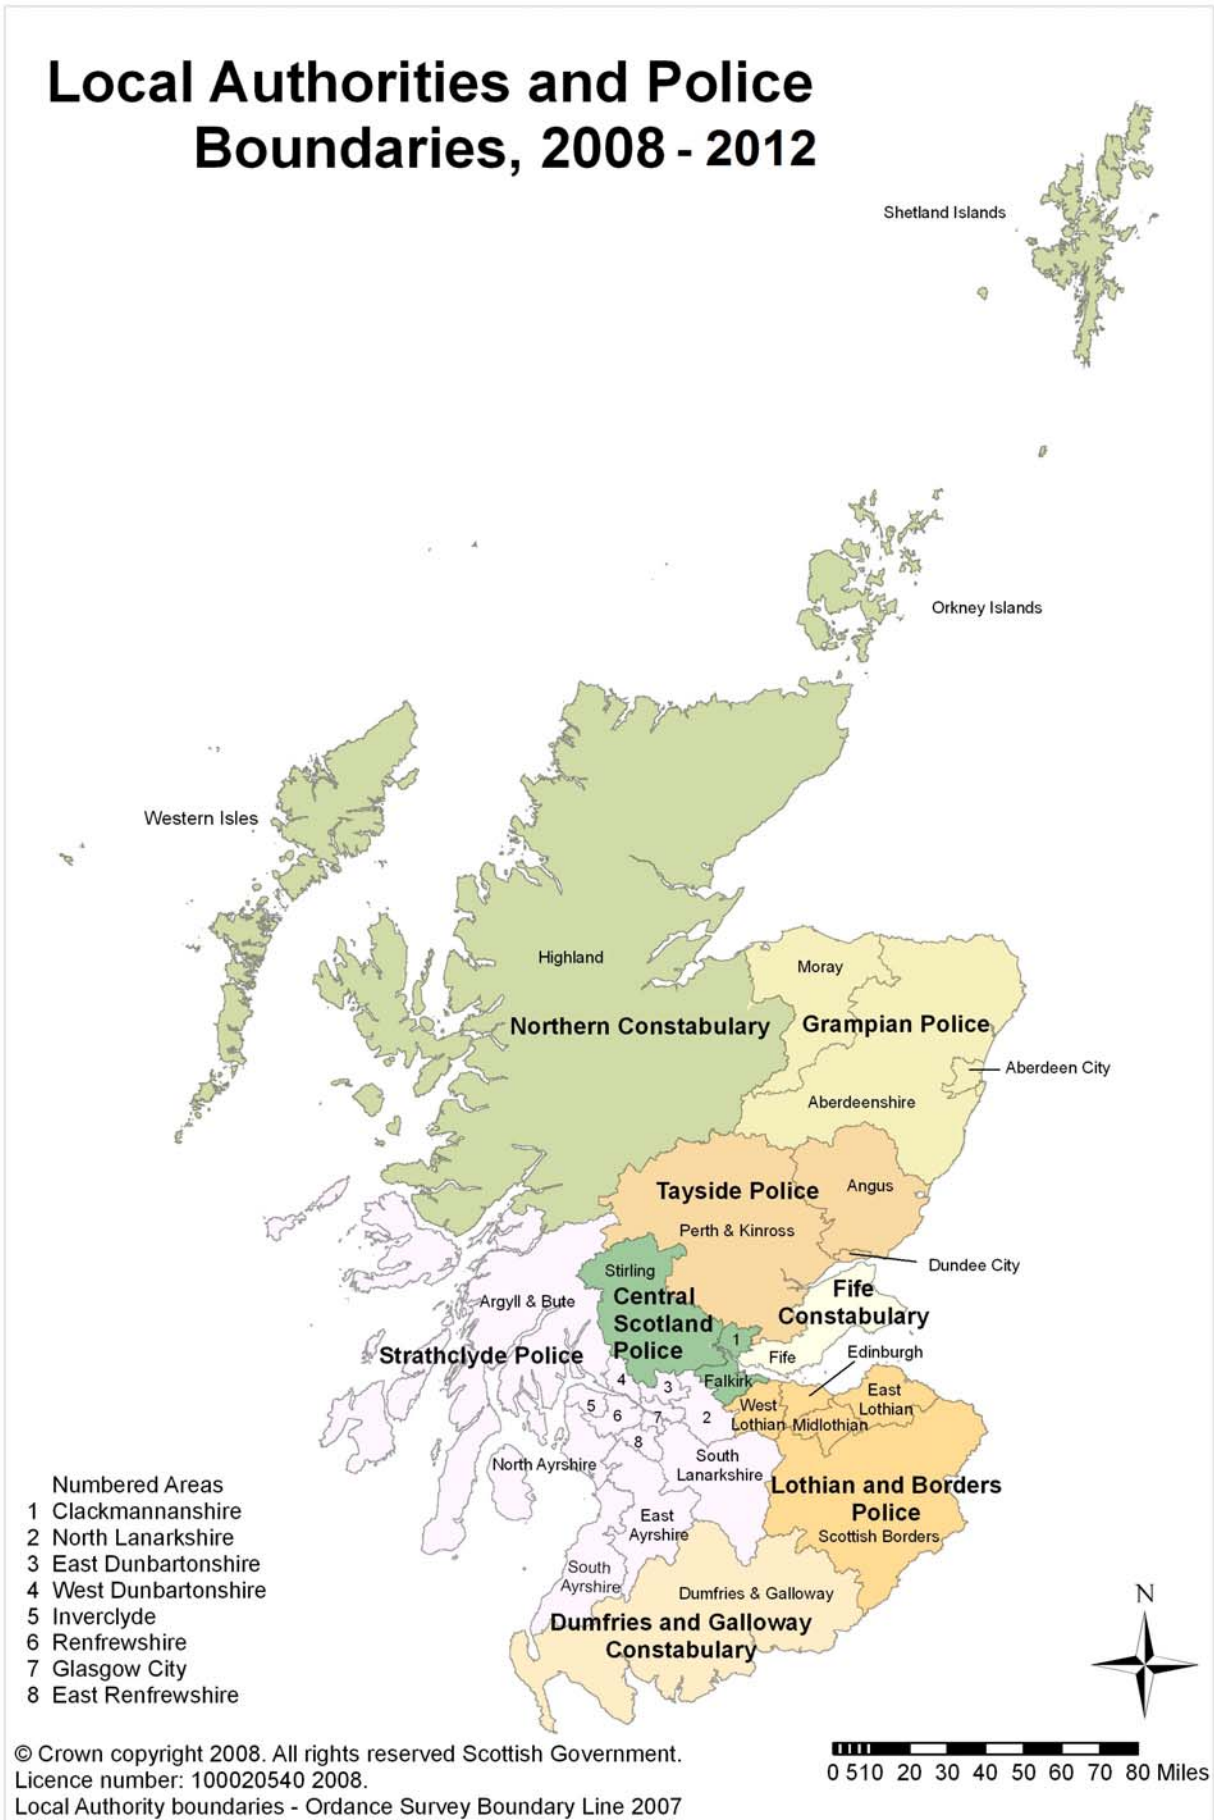 Local Authorities and Police
Boundaries, 2008 - 2012
Shetland Islands
Orkney Islands
Western Isles
Highland
Moray
Northern Constabulary
Grampian Police
Aberdeen City
Aberdeenshire
Tayside Police
Angus
Perth & Kinross
Dundee City
Stirling
Fife
Constabulary
Central
Scotland
Police
Argyll & Bute
1
Strathclyde Police
Fife
Edinburgh
4
3
Falkirk
East
Lothian
West
Lothian
Midlothian
5
6
7
2
8
North Ayrshire
South
Lanarkshire
Lothian and Borders
Police
Scottish Borders
East
Ayrshire
South
Ayrshire
Dumfries & Galloway
Dumfries and Galloway
Constabulary
Numbered Areas
1 Clackmannanshire
2 North Lanarkshire
3 East Dunbartonshire
4 West Dunbartonshire
5 Inverclyde
6 Renfrewshire
7 Glasgow City
8 East Renfrewshire
N
0 510 20 30 40 50 60 70 80 Miles
© Crown copyright 2008. All rights reserved Scottish Government.
Licence number: 100020540 2008.
Local Authority boundaries - Ordance Survey Boundary Line 2007